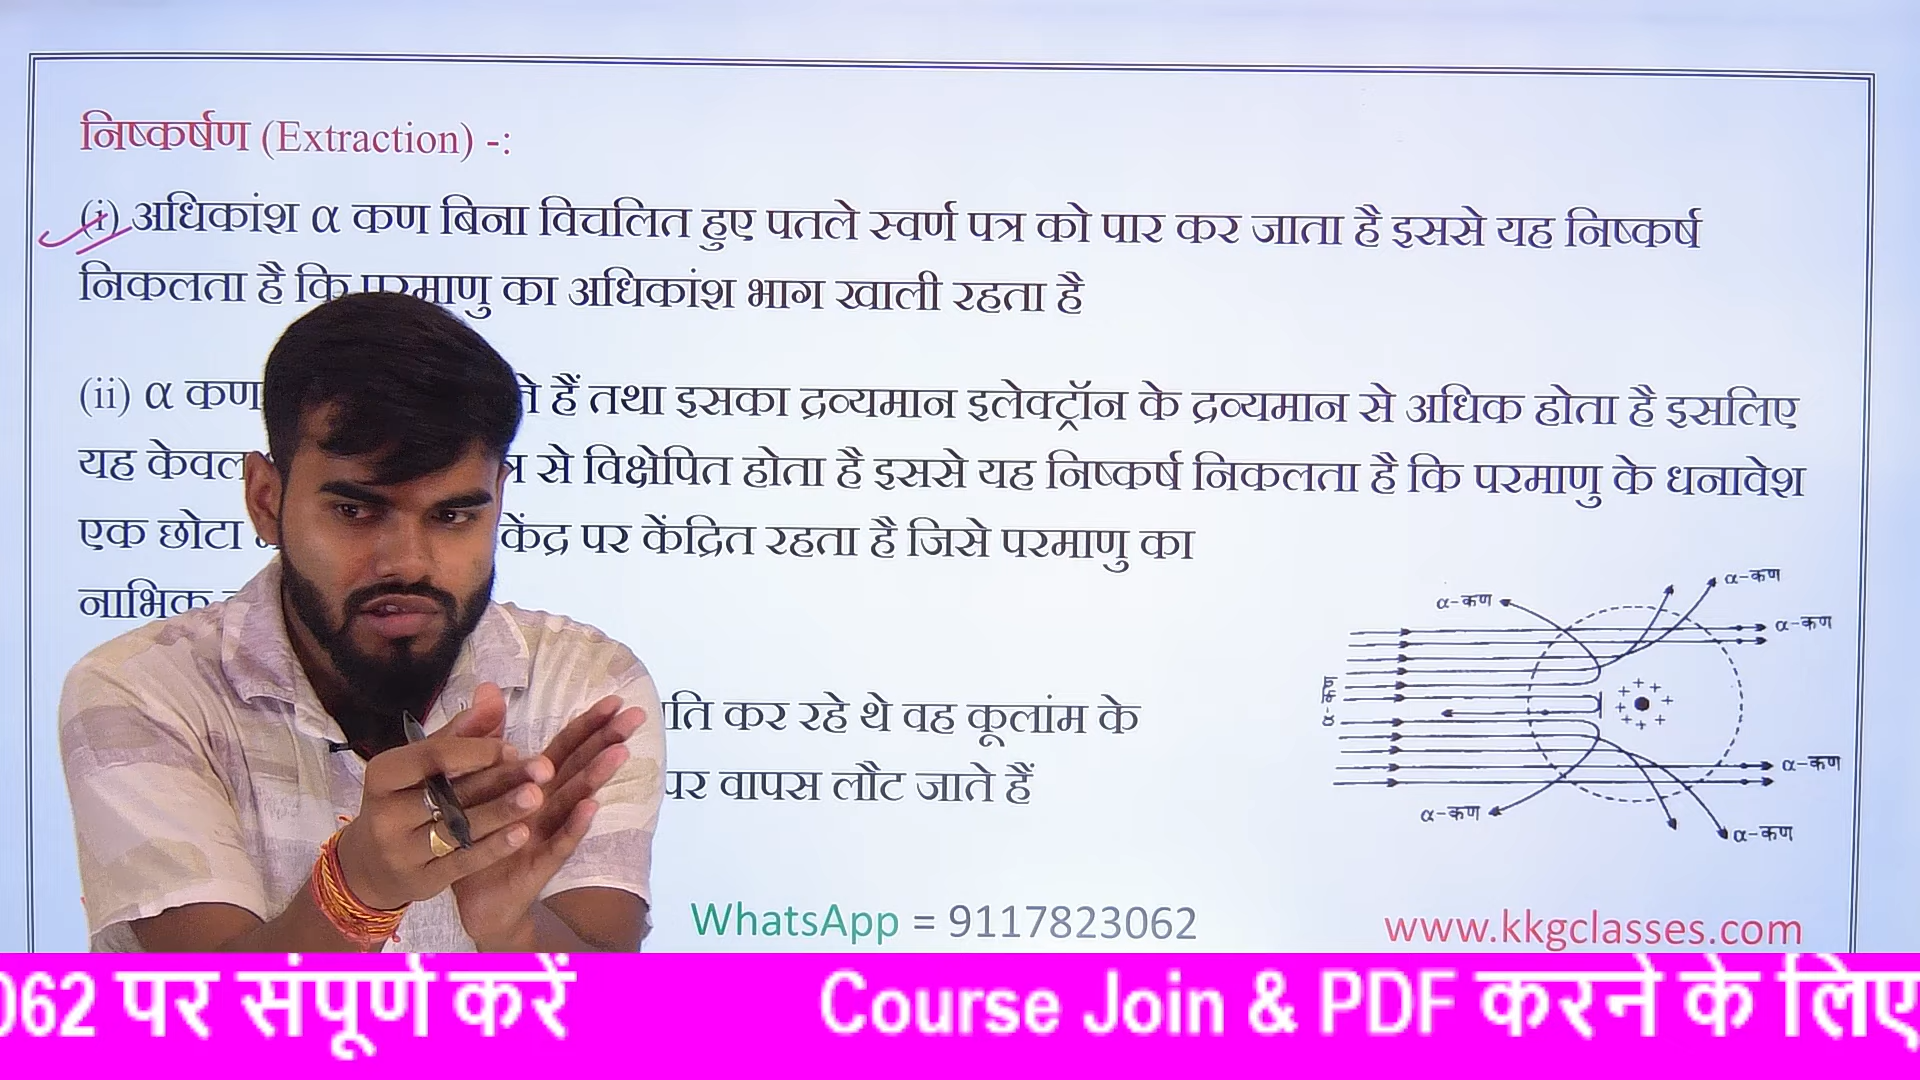 निष्कर्षण (Extraction) -:
(i) अधिकांश α कण बिना विचलित हुए पतले स्वर्ण पत्र को पार कर जाता है इससे यह निष्कर्ष
निकलता है कि परमाणु का अधिकांश भाग खाली रहता है
(ii) α कण हैं तथा इसका द्रव्यमान इलेक्ट्रॉन के द्रव्यमान से अधिक होता है इसलिए
यह केवल से विक्षेपित होता है इससे यह निष्कर्ष निकलता है कि परमाणु के धनावेश
एक छोटा केंद्र पर केंद्रित रहता है जिसे परमाणु का
नाभिक
कर रहे थे वह कूलांम के
पर वापस लौट जाते हैं
α-कण
α-कण
α-कण
α-कण
α-कण
α-कण
α-कण
WhatsApp = 9117823062
www.kkgclasses.com
062 पर संपूर्ण करें Course Join & PDF करने के लिए